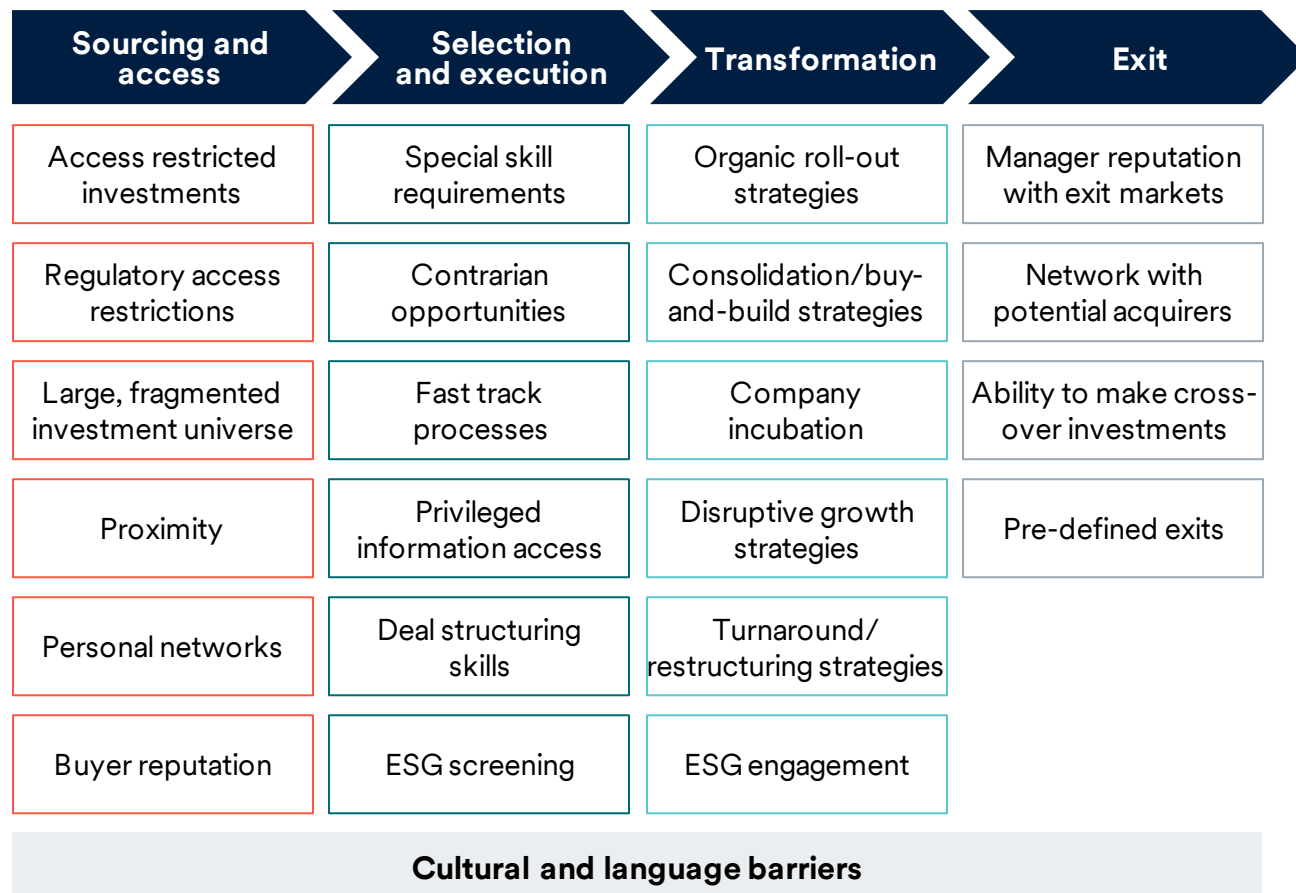 Sourcing and
access
Selection
and execution
Transformation
Exit
Access restricted
investments
Regulatory access
restrictions
Large, fragmented
investment universe
Proximity
Personal networks
Buyer reputation
Special skill
requirements
Contrarian
opportunities
Fast track
processes
Privileged
information access
Deal structuring
skills
ESG screening
Organic roll-out
strategies
Consolidation/buy-
and-build strategies
Company
incubation
Disruptive growth
strategies
Turnaround/
restructuring strategies
ESG engagement
Manager reputation
with exit markets
Network with
potential acquirers
Ability to make cross-
over investments
Pre-defined exits
Cultural and language barriers